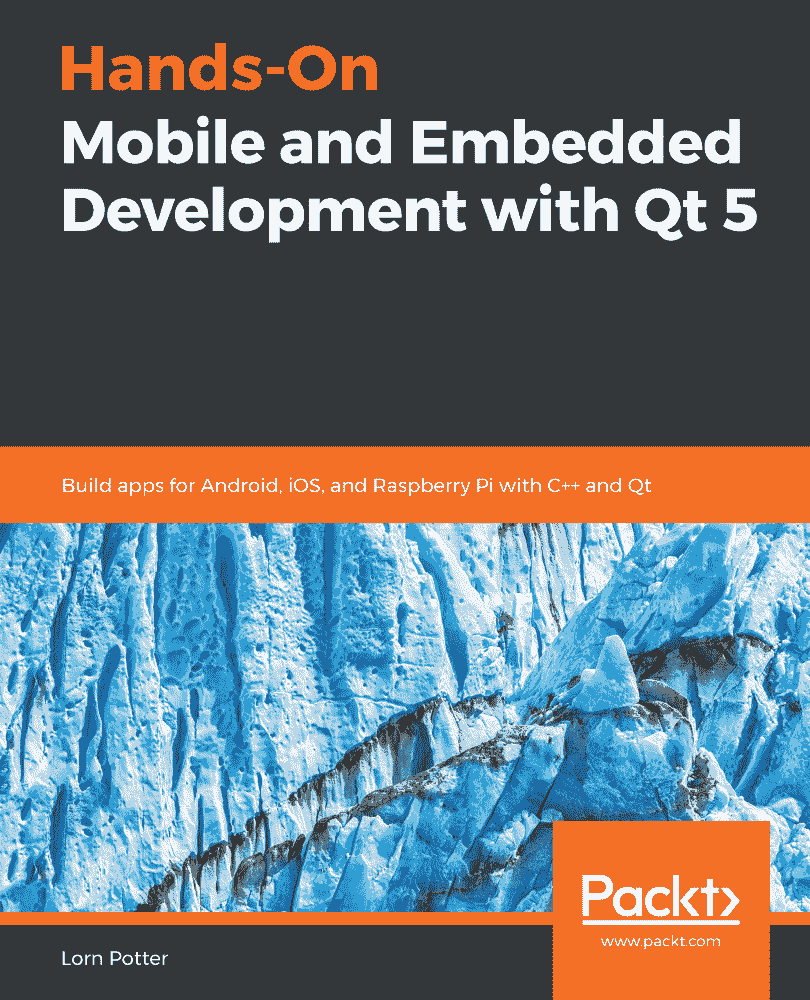 Hands-On
Mobile and Embedded
Development with Qt 5
Build apps for Android, iOS, and Raspberry Pi with C++ and Qt
Packt>
www.packt.com
Lorn Potter